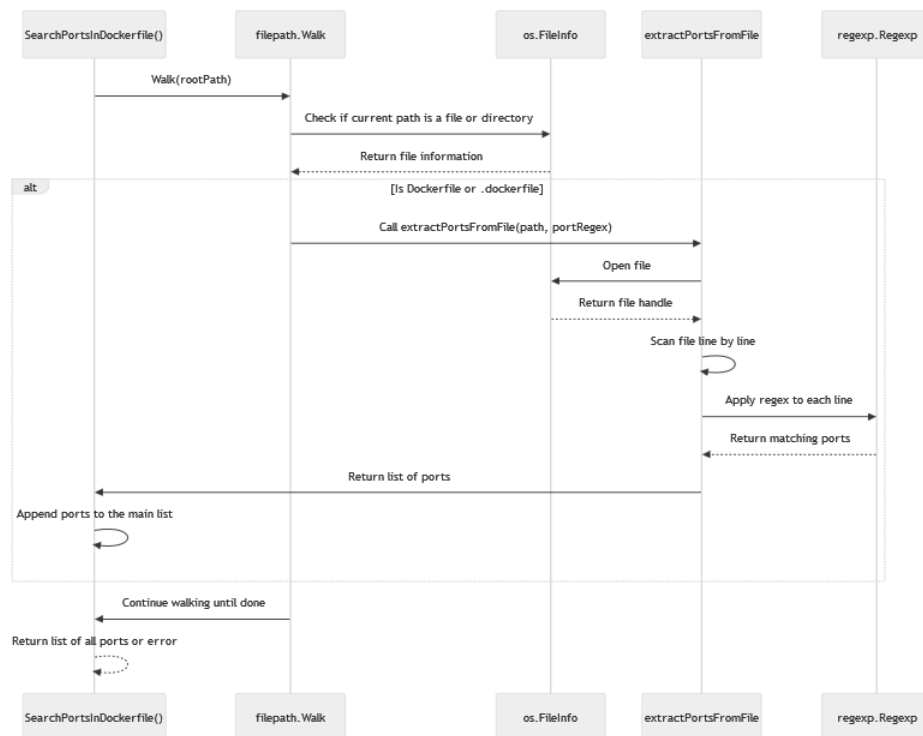 SearchPortsInDockerfile()
filepath.Walk
os.FileInfo
extractPortsFromFile
regexp.Regexp
Walk(rootPath)
Check if current path is a file or directory
Return file information
alt
[Is Dockerfile or .dockerfile]
Call extractPortsFromFile(path, portRegex)
Open file
Return file handle
Scan file line by line
Apply regex to each line
Return matching ports
Return list of ports
Append ports to the main list
Continue walking until done
Return list of all ports or error
SearchPortsInDockerfile()
filepath.Walk
os.FileInfo
extractPortsFromFile
regexp.Regexp